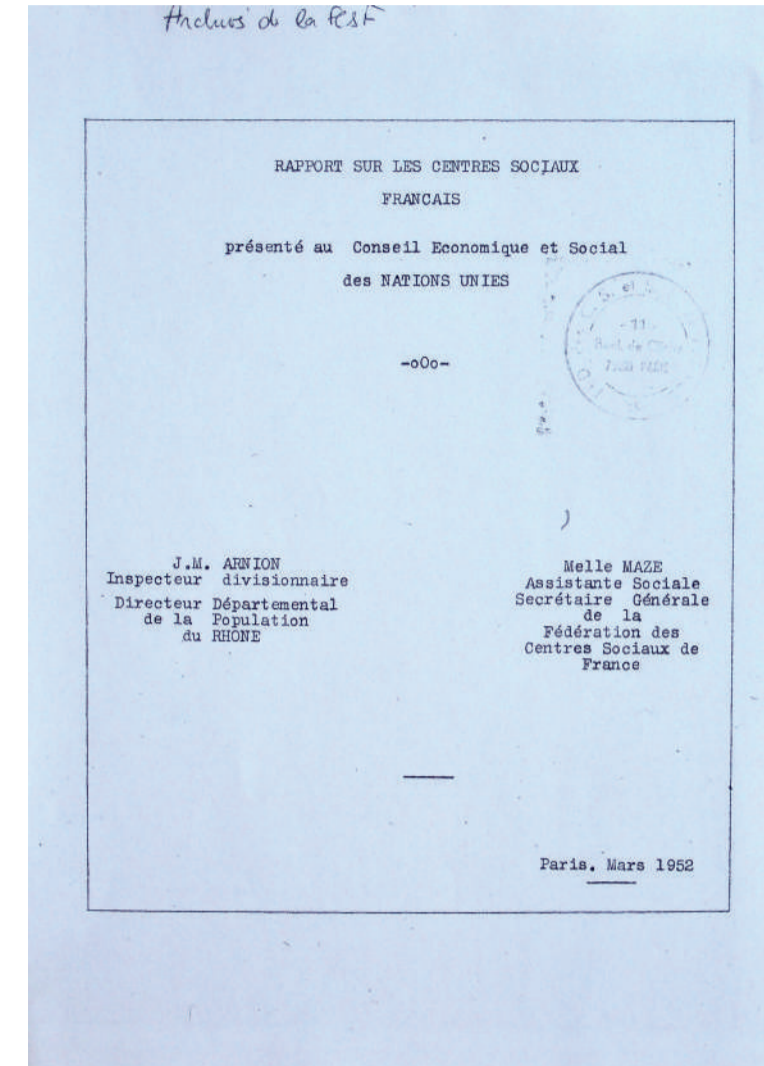 de la
RAPPORT SUR LES CENTRES SOCIAUX
FRANCAIS
présenté au Conseil Economique et Social
des NATIONS UNIES
-oOo-
C.S. et
- 11 -
J.M. ARNION
Inspecteur divisionnaire
Directeur Départemental
de la Population
du RHONE
Melle MAZE
Assistante Sociale
Secrétaire Générale
de la
Fédération des
Centres Sociaux de
France
Paris. Mars 1952